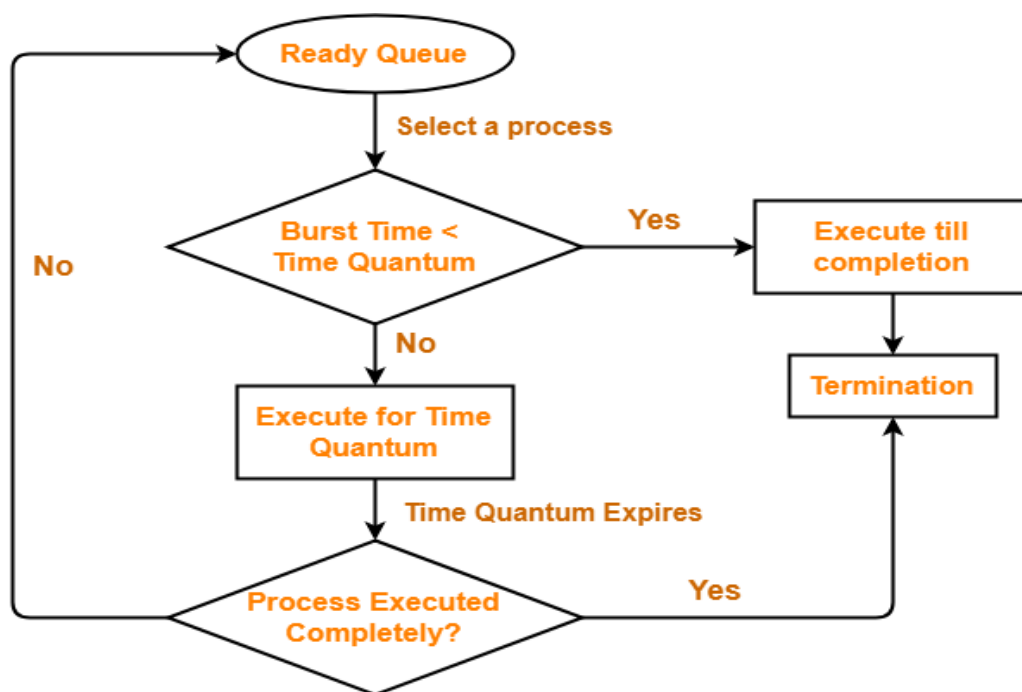 Ready Queue
Select a process
Burst Time <
Time Quantum
Yes
Execute till
completion
No
No
Termination
Execute for Time
Quantum
Time Quantum Expires
Process Executed
Completely?
Yes